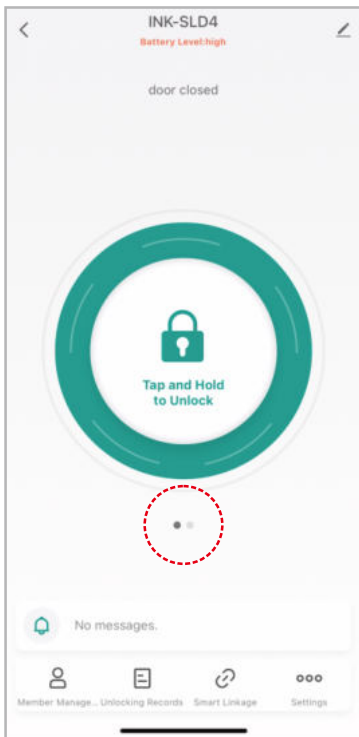 INK-SLD4
Battery Level:high
door closed
Tap and Hold
to Unlock
No messages.
Member Manage... Unlocking Records Smart Linkage Settings